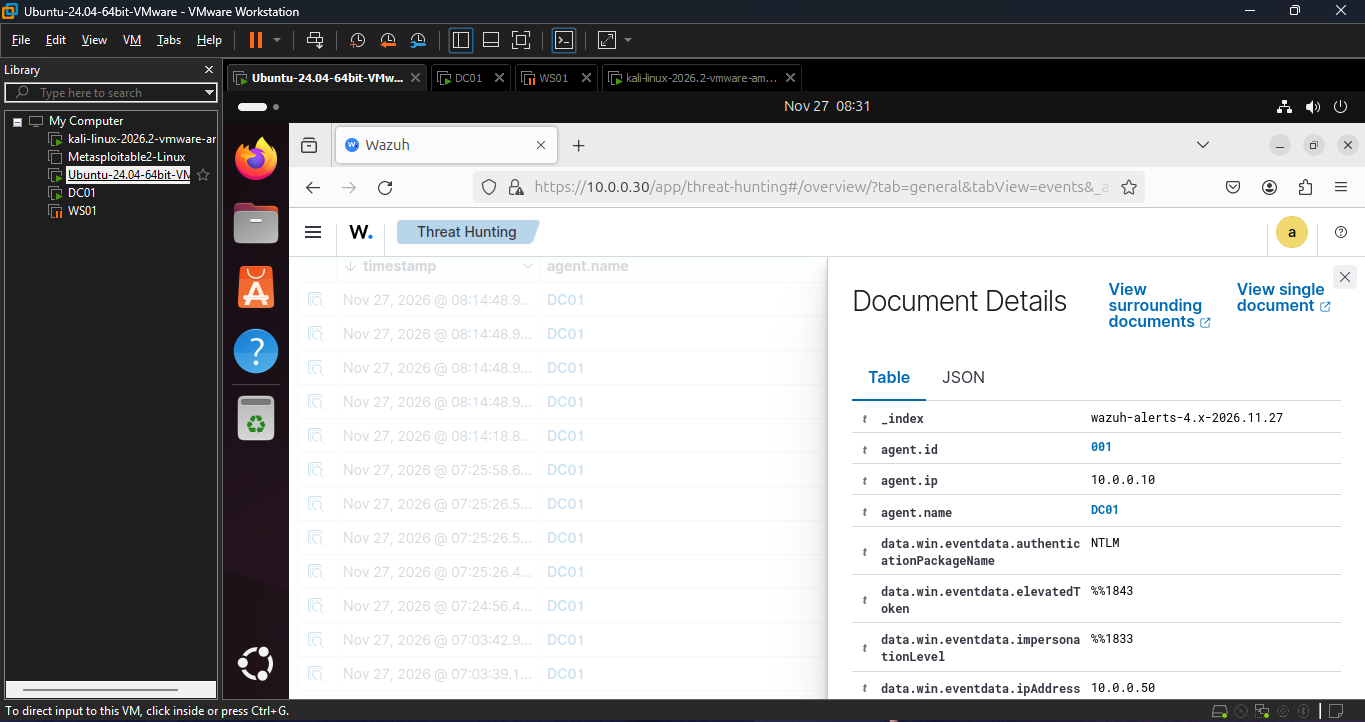 Ubuntu-24.04-64bit-VMware - VMware Workstation
File Edit View VM Tabs Help
Library
Type here to search
My Computer
kali-linux-2026.2-vmware-ar
Metasploitable2-Linux
Ubuntu-24.04-64bit-VM
DC01
WS01
Ubuntu-24.04-64bit-VMw... DC01 WS01 kali-linux-2026.2-vmware-am...
Nov 27 08:31
Wazuh
https://10.0.0.30/app/threat-hunting#/overview/?tab=general&tabView=events&_a
W. Threat Hunting a
timestamp agent.name
Nov 27, 2026 @ 08:14:48.9... DC01
Nov 27, 2026 @ 08:14:48.9... DC01
Nov 27, 2026 @ 08:14:48.9... DC01
Nov 27, 2026 @ 08:14:48.9... DC01
Nov 27, 2026 @ 08:14:18.8... DC01
Nov 27, 2026 @ 07:25:58.6... DC01
Nov 27, 2026 @ 07:25:26.5... DC01
Nov 27, 2026 @ 07:25:26.5... DC01
Nov 27, 2026 @ 07:25:26.4... DC01
Nov 27, 2026 @ 07:24:56.4... DC01
Nov 27, 2026 @ 07:03:42.9... DC01
Nov 27, 2026 @ 07:03:39.1... DC01
Document Details
View surrounding documents
View single document
Table JSON
t _index wazuh-alerts-4.x-2026.11.27
t agent.id 001
t agent.ip 10.0.0.10
t agent.name DC01
t data.win.eventdata.authentic NTLM
ationPackageName
t data.win.eventdata.elevatedT %%1843
oken
t data.win.eventdata.impersona %%1833
tionLevel
t data.win.eventdata.ipAddress 10.0.0.50
To direct input to this VM, click inside or press Ctrl+G.